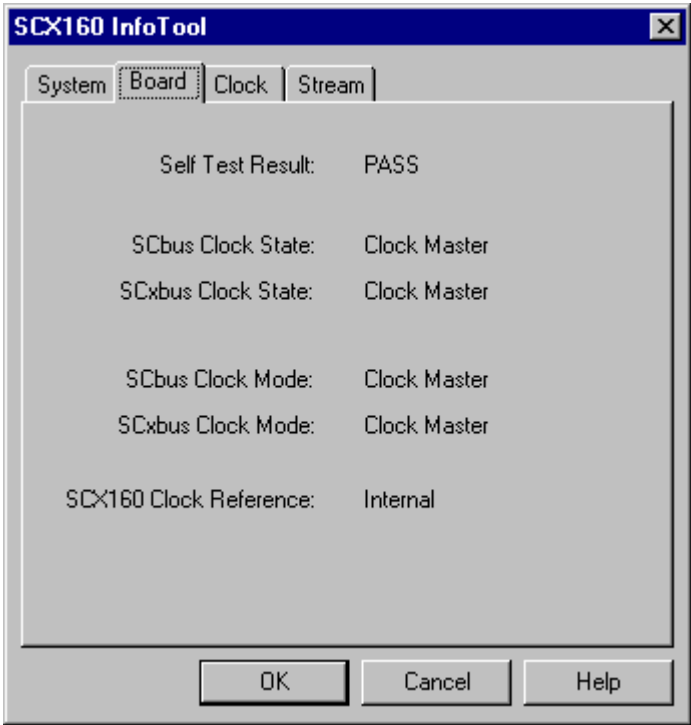 SCX160 InfoTool
System Board Clock Stream
Self Test Result: PASS
SCbus Clock State: Clock Master
SCxbus Clock State: Clock Master
SCbus Clock Mode: Clock Master
SCxbus Clock Mode: Clock Master
SCX160 Clock Reference: Internal
OK Cancel Help